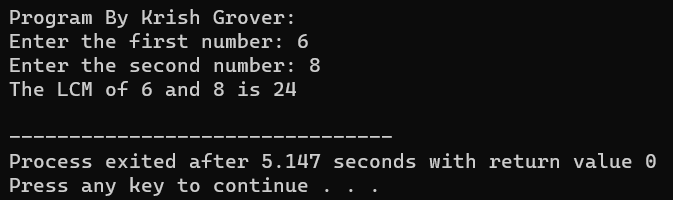 Program By Krish Grover:
Enter the first number: 6
Enter the second number: 8
The LCM of 6 and 8 is 24
--------------------------------
Process exited after 5.147 seconds with return value 0
Press any key to continue . . .